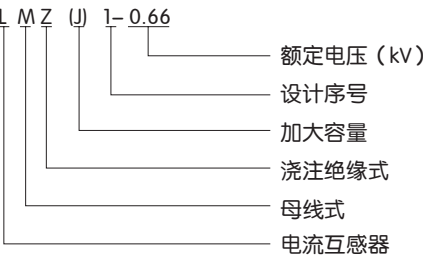 L M Z (J) 1-0.66
额定电压（kV）
设计序号
加大容量
浇注绝缘式
母线式
电流互感器